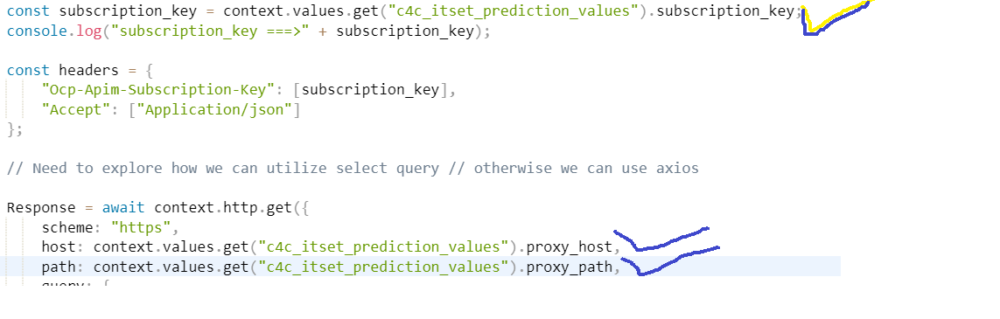 const subscription_key = context.values.get("c4c_itset_prediction_values").subscription_key;
console.log("subscription_key ===>" + subscription_key);
const headers = {
"Ocp-Apim-Subscription-Key": [subscription_key],
"Accept": ["Application/json"]
};
// Need to explore how we can utilize select query // otherwise we can use axios
Response = await context.http.get({
scheme: "https",
host: context.values.get("c4c_itset_prediction_values").proxy_host,
path: context.values.get("c4c_itset_prediction_values").proxy_path,
query: {